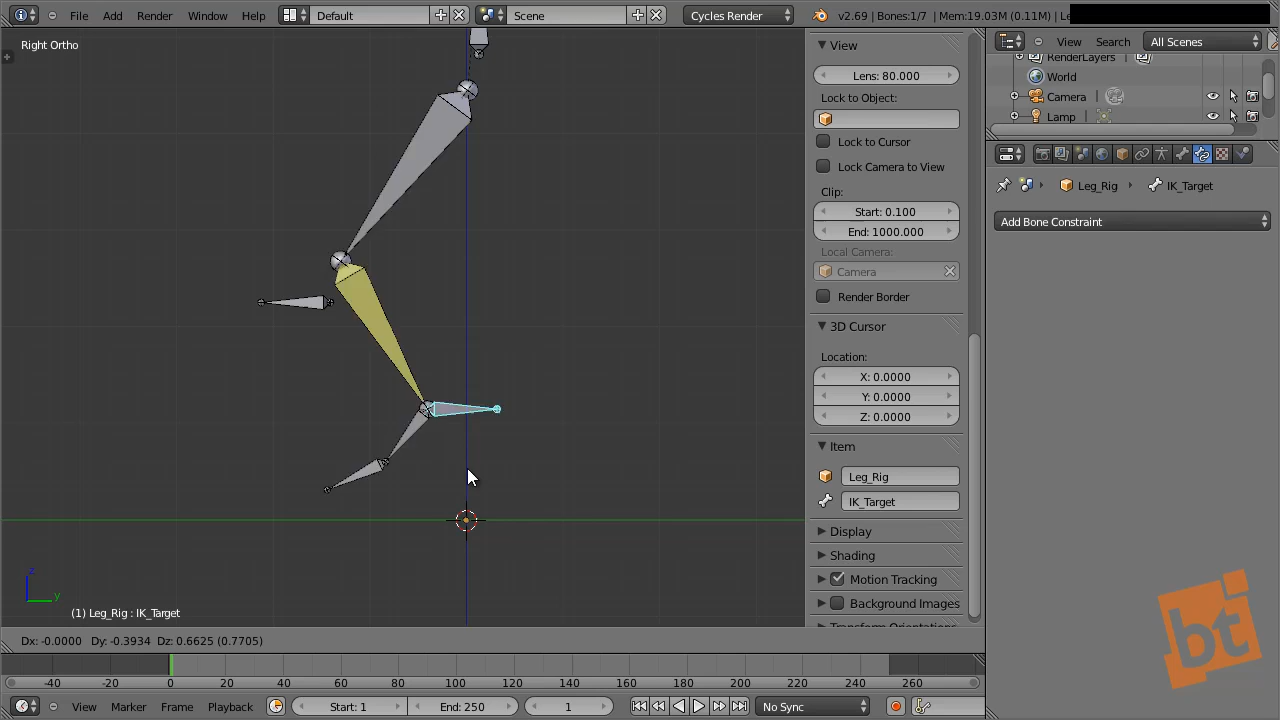 File Add Render Window Help Default Scene Cycles Render v2.69 | Bones:1/7 | Mem:19.03M (0.11M) |
Right Ortho
View
Lens: 80.000
Lock to Object:
Lock to Cursor
Lock Camera to View
Clip:
Start: 0.100
End: 1000.000
Local Camera:
Camera
Render Border
3D Cursor
Location:
X: 0.0000
Y: 0.0000
Z: 0.0000
Item
Leg_Rig
IK_Target
Display
Shading
Motion Tracking
Background Images
Transform Orientations
View Search All Scenes
RenderLayers
World
Camera
Lamp
Leg_Rig IK_Target
Add Bone Constraint
z
y
(1) Leg_Rig : IK_Target
bt
Dx: -0.0000 Dy: -0.3934 Dz: 0.6625 (0.7705)
-40 -20 0 20 40 60 80 100 120 140 160 180 200 220 240 260
View Marker Frame Playback Start: 1 End: 250 1 No Sync